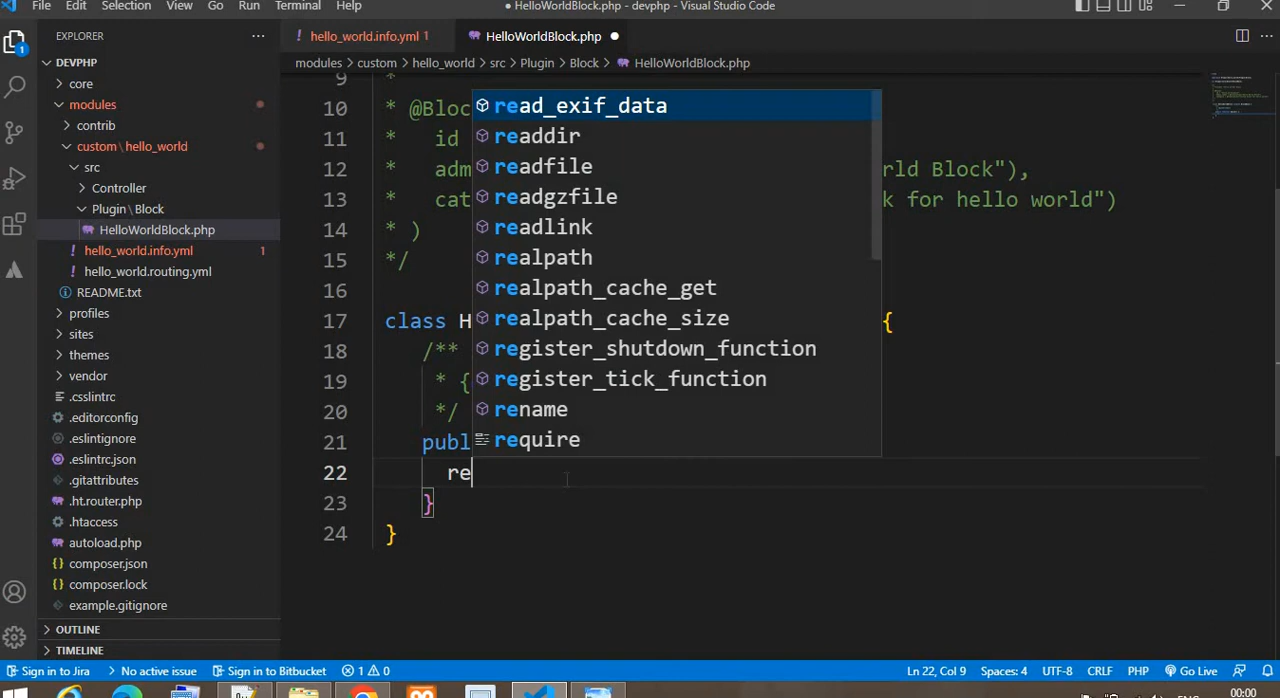 File Edit Selection View Go Run Terminal Help
● HelloWorldBlock.php - devphp - Visual Studio Code
EXPLORER
hello_world.info.yml 1
HelloWorldBlock.php
modules > custom > hello_world > src > Plugin > Block > HelloWorldBlock.php
DEVPHP
core
modules
contrib
custom\hello_world
src
Controller
Plugin\Block
HelloWorldBlock.php
hello_world.info.yml 1
hello_world.routing.yml
README.txt
profiles
sites
themes
vendor
.csslintrc
.editorconfig
.eslintignore
.eslintrc.json
.gitattributes
.ht.router.php
.htaccess
autoload.php
composer.json
composer.lock
example.gitignore
OUTLINE
TIMELINE
1
9 *
10 * @Bloc
11 * id
12 * adm rld Block"),
13 * cat k for hello world")
14 * )
15 */
16
17 class H {
18 /**
19 * {
20 */
21 publ
22 re
23 }
24 }
read_exif_data
readdir
readfile
readgzfile
readlink
realpath
realpath_cache_get
realpath_cache_size
register_shutdown_function
register_tick_function
rename
require
Sign in to Jira No active issue Sign in to Bitbucket 1 0 Ln 22, Col 9 Spaces: 4 UTF-8 CRLF PHP Go Live
00:00